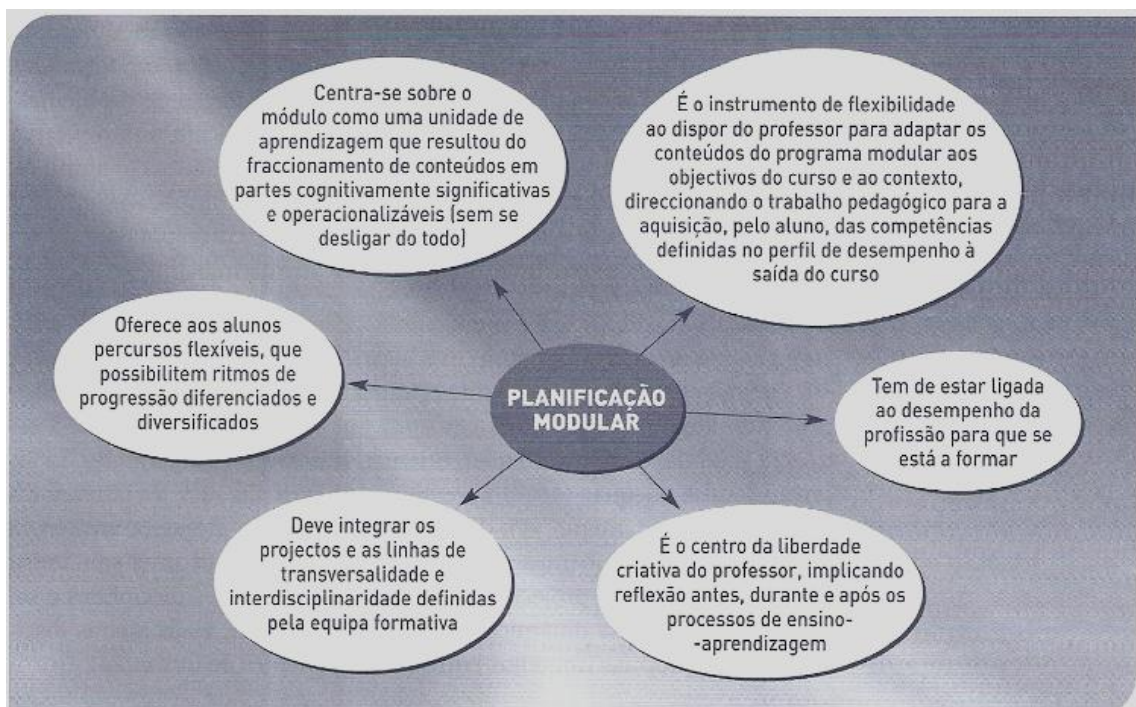 Centra-se sobre o
módulo como uma unidade de
aprendizagem que resultou do
fraccionamento de conteúdos em
partes cognitivamente significativas
e operacionalizáveis (sem se
desligar do todo)
É o instrumento de flexibilidade
ao dispor do professor para adaptar os
conteúdos do programa modular aos
objectivos do curso e ao contexto,
direccionando o trabalho pedagógico para a
aquisição, pelo aluno, das competências
definidas no perfil de desempenho à
saída do curso
Oferece aos alunos
percursos flexíveis, que
possibilitem ritmos de
progressão diferenciados e
diversificados
PLANIFICAÇÃO
MODULAR
Tem de estar ligada
ao desempenho da
profissão para que se
está a formar
Deve integrar os
projectos e as linhas de
transversalidade e
interdisciplinaridade definidas
pela equipa formativa
É o centro da liberdade
criativa do professor, implicando
reflexão antes, durante e após os
processos de ensino-
-aprendizagem